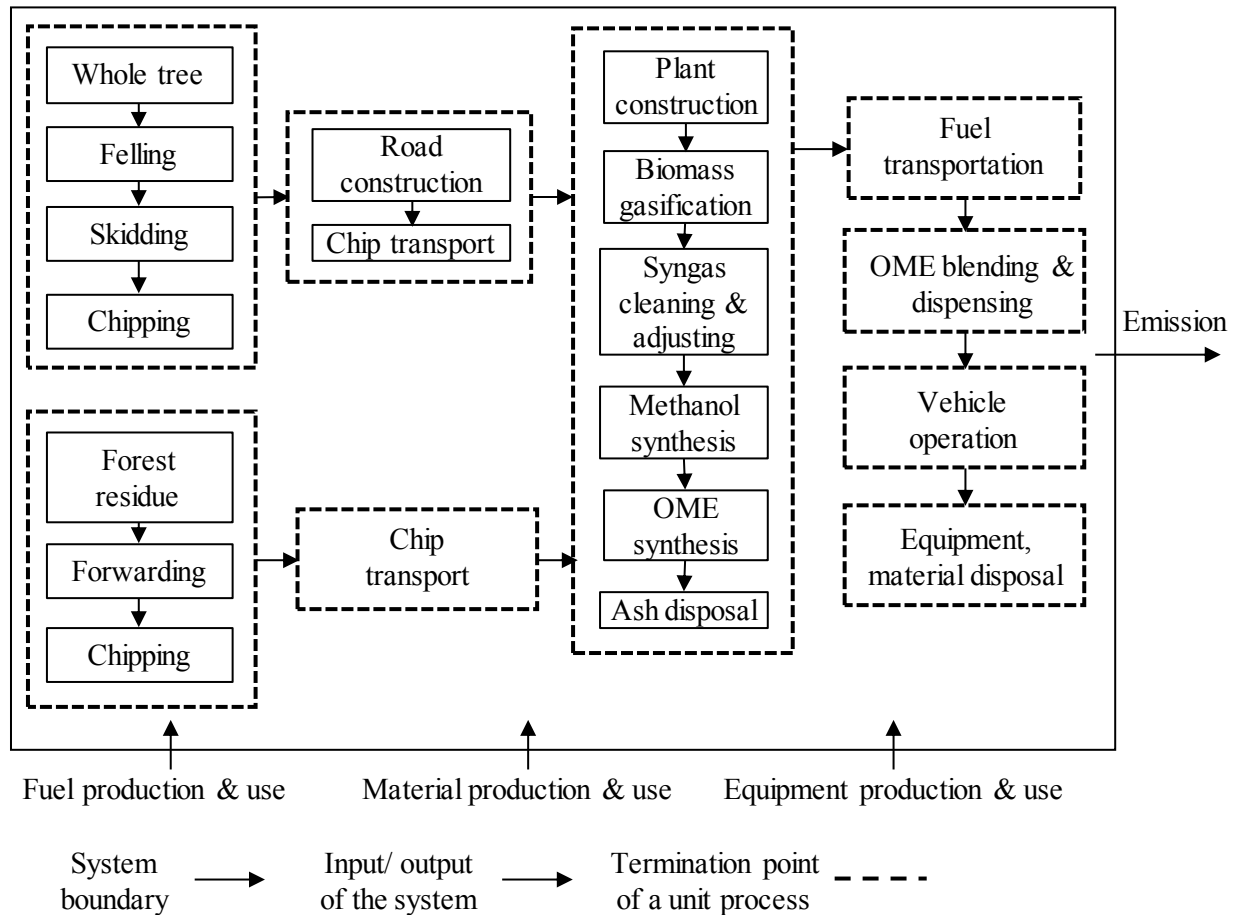 Whole tree
Felling
Skidding
Chipping
Forest
residue
Forwarding
Chipping
Road
construction
Chip transport
Chip
transport
Plant
construction
Biomass
gasification
Syngas
cleaning &
adjusting
Methanol
synthesis
OME
synthesis
Ash disposal
Fuel
transportation
OME blending &
dispensing
Vehicle
operation
Equipment,
material disposal
Emission
Fuel production & use
Material production & use
Equipment production & use
System
boundary
Input/ output
of the system
Termination point
of a unit process